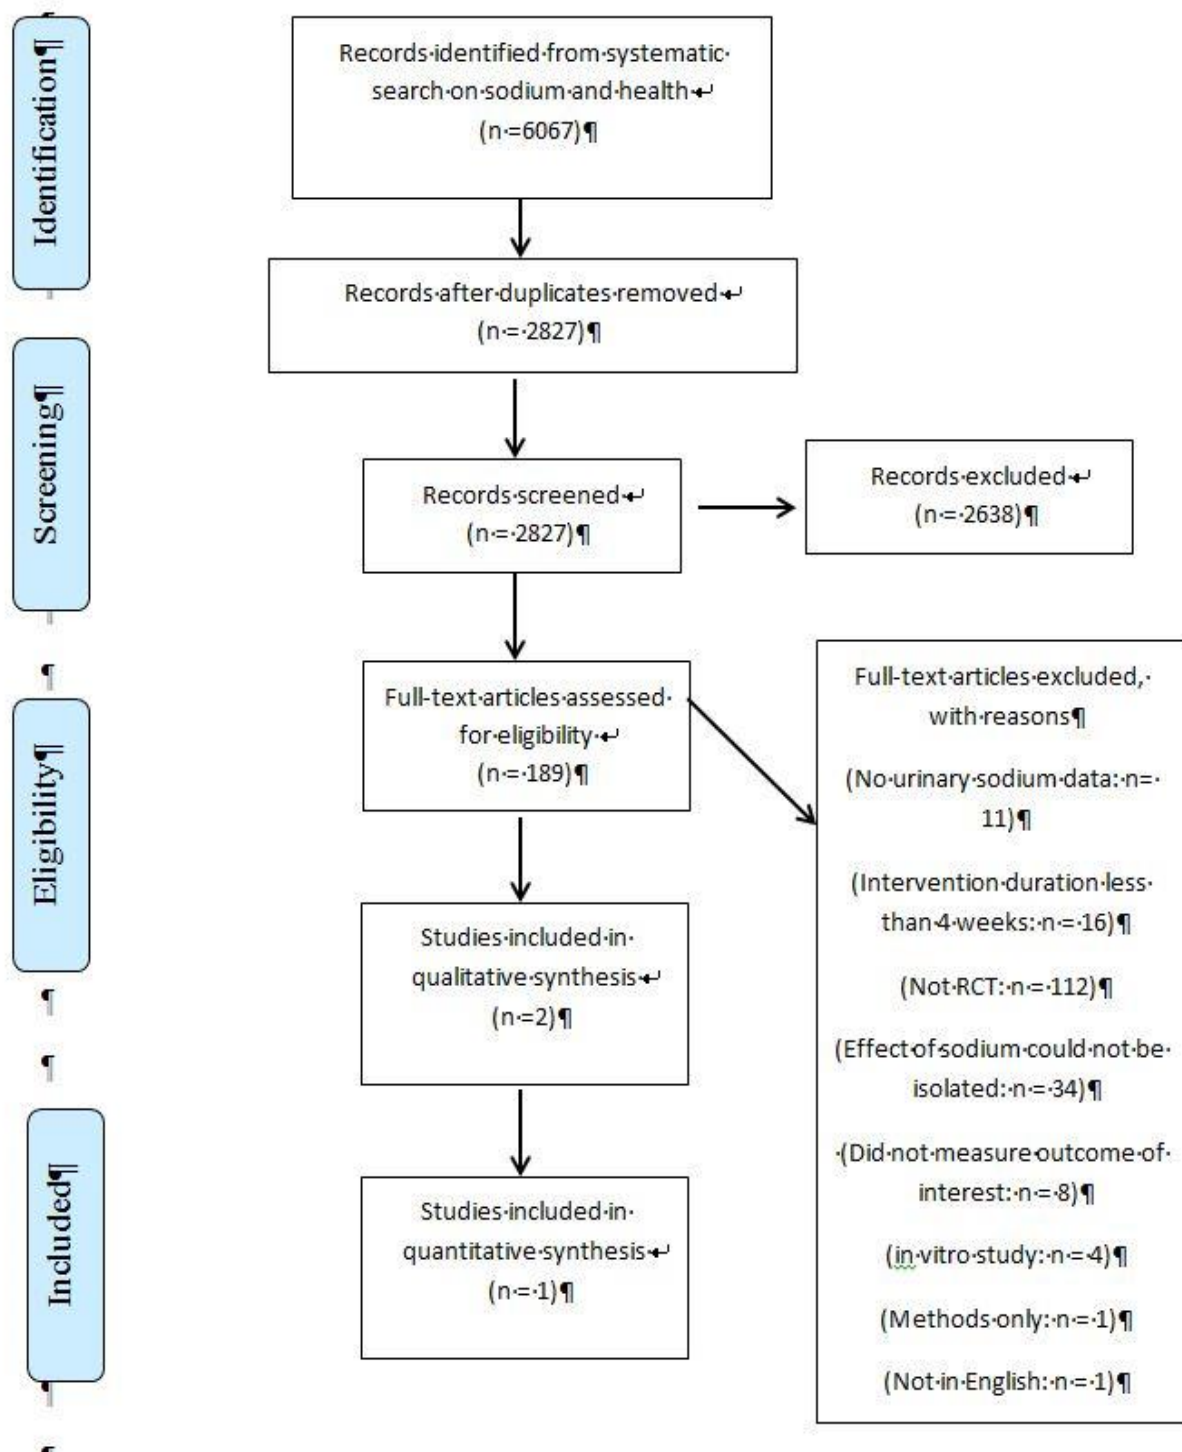 Identification¶
Records·identified·from·systematic·
search·on·sodium·and·health·↵
(n·=6067)¶
Records·after·duplicates·removed·↵
(n·=·2827)¶
Screening¶
Records·screened·↵
(n·=·2827)¶
Records·excluded·↵
(n·=·2638)¶
¶
Eligibility¶
Full-text·articles·assessed·
for·eligibility·↵
(n·=·189)¶
Full-text·articles·excluded,·
with·reasons¶
(No·urinary·sodium·data:·n=·
11)¶
(Intervention·duration·less·
than·4·weeks:·n·=·16)¶
(Not·RCT:·n·=·112)¶
(Effect·of·sodium·could·not·be·
isolated:·n·=·34)¶
·(Did·not·measure·outcome·of·
interest:·n·=·8)¶
(in·vitro·study:·n·=·4)¶
(Methods·only:·n·=·1)¶
(Not·in·English:·n·=·1)¶
Studies·included·in·
qualitative·synthesis·↵
(n·=2)¶
¶
¶
Included¶
Studies·included·in·
quantitative·synthesis·↵
(n·=·1)¶
¶
¶